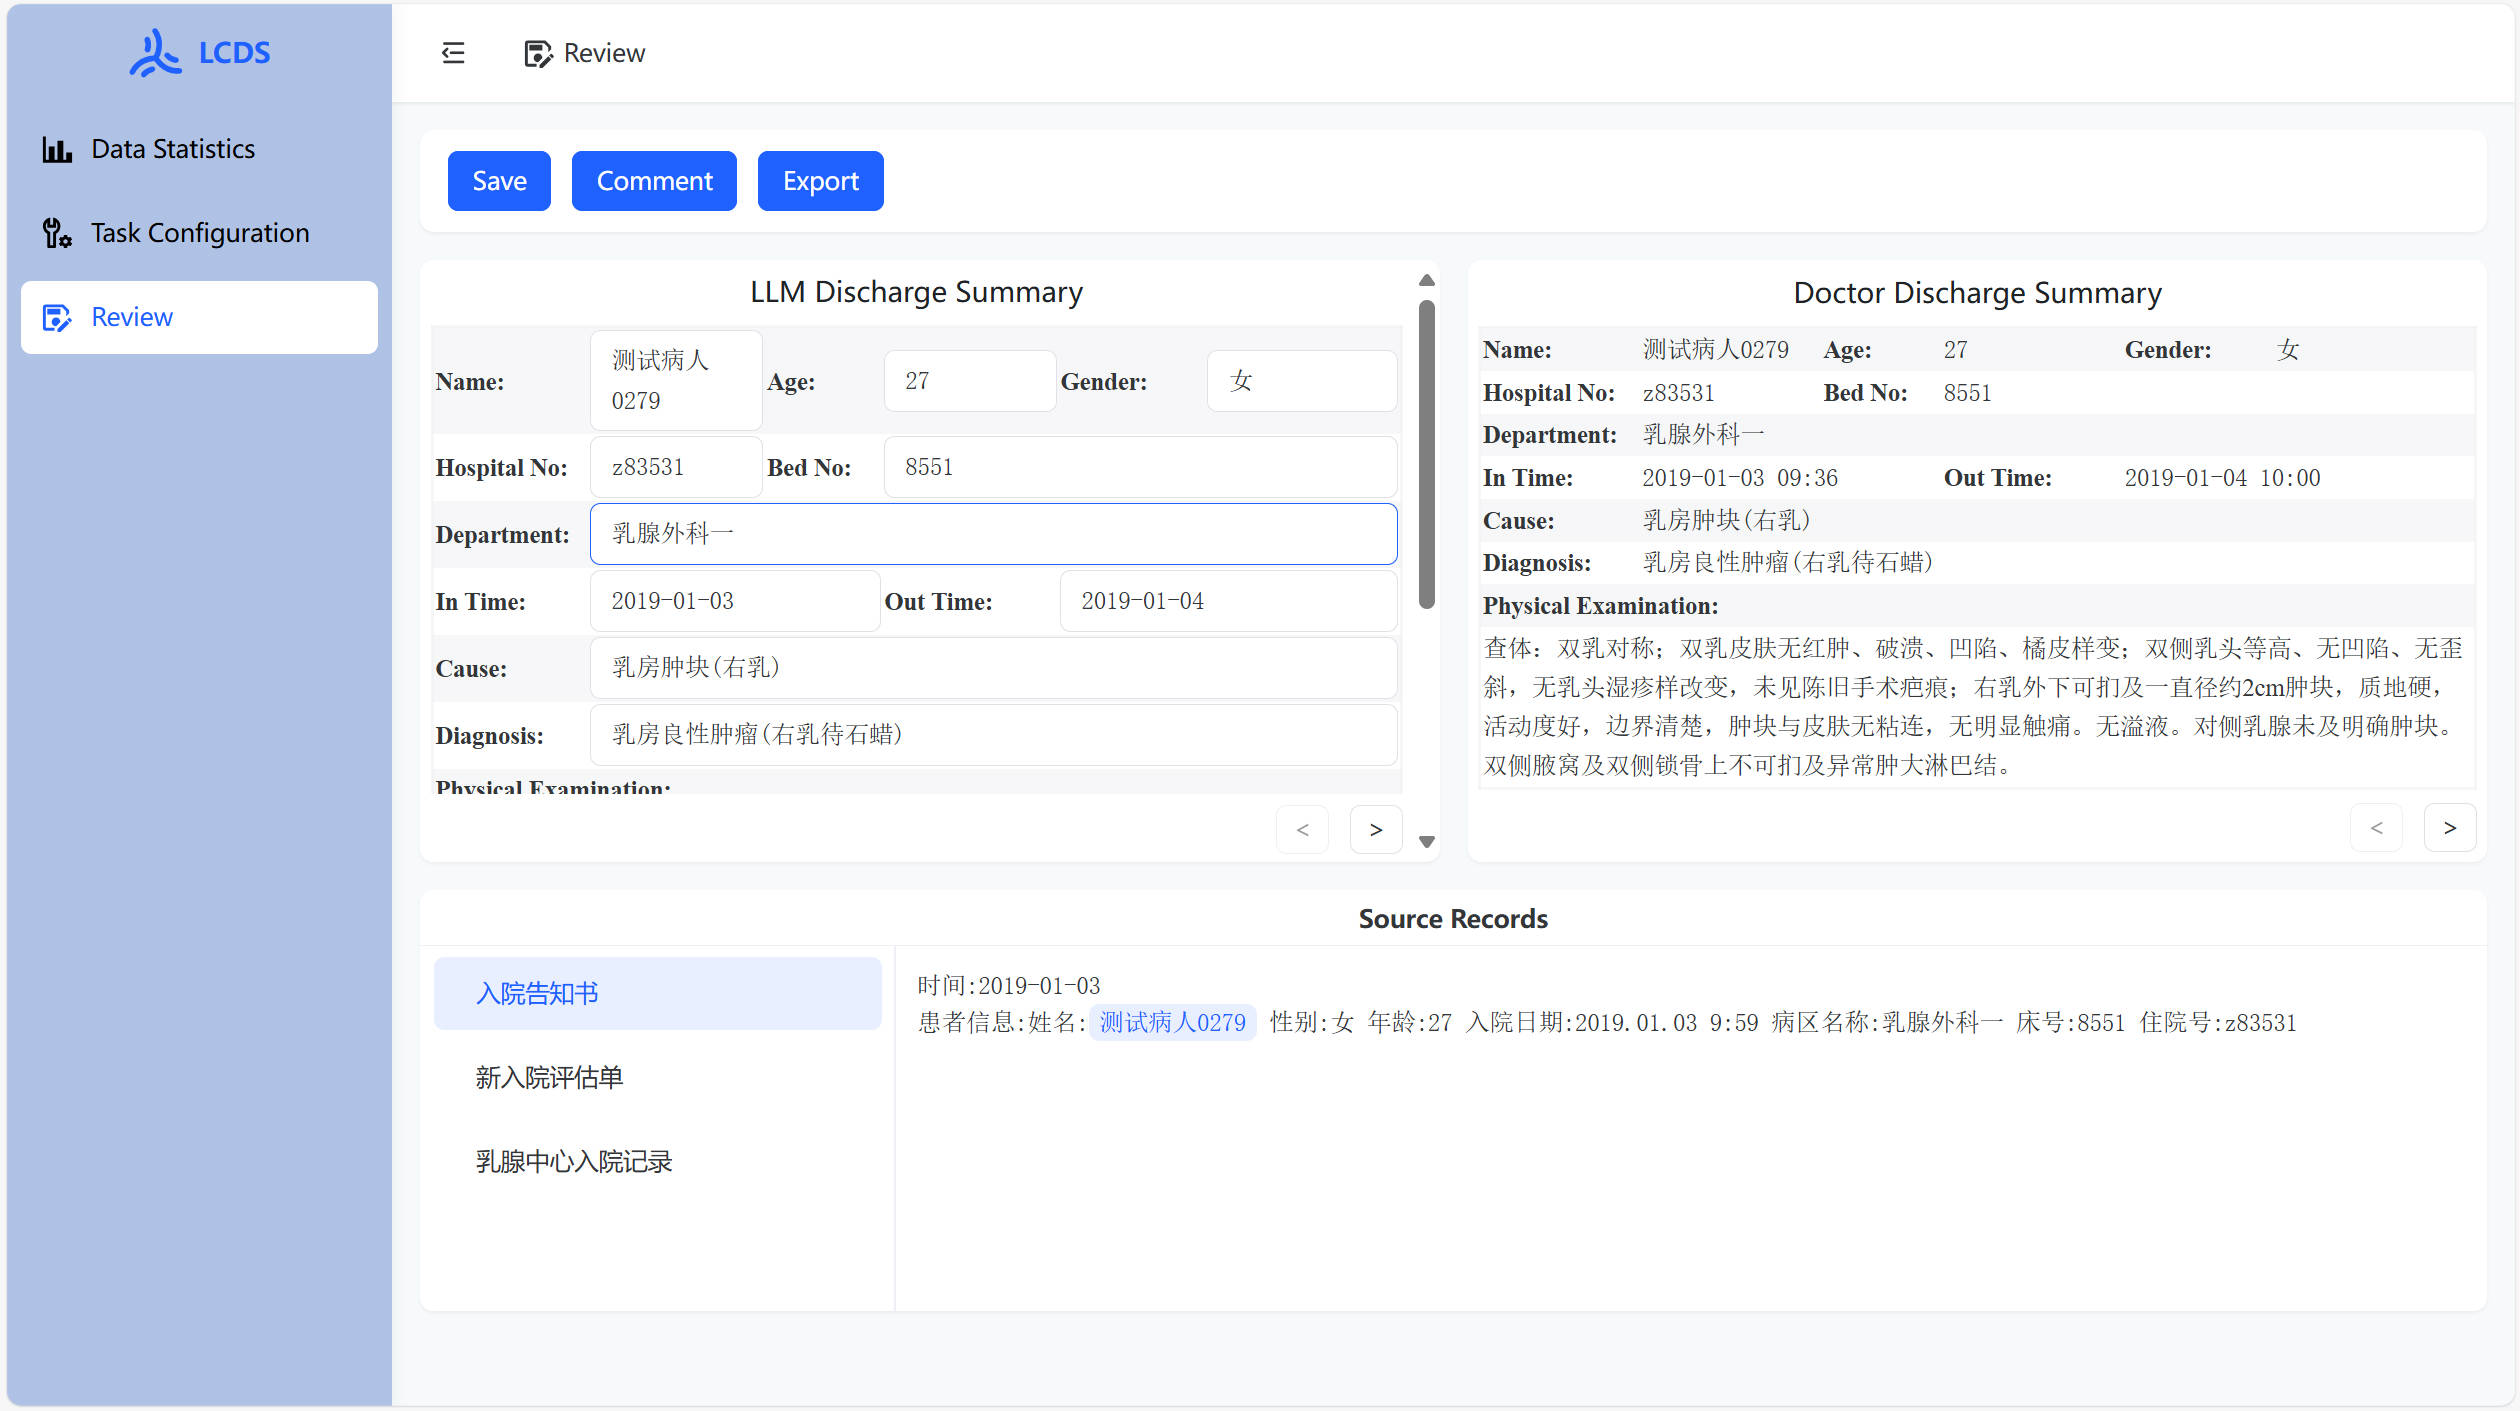 LCDS
Data Statistics
Task Configuration
Review
Review
Save Comment Export
LLM Discharge Summary
Name: 测试病人0279 Age: 27 Gender: 女
Hospital No: z83531 Bed No: 8551
Department: 乳腺外科一
In Time: 2019-01-03 Out Time: 2019-01-04
Cause: 乳房肿块(右乳)
Diagnosis: 乳房良性肿瘤(右乳待石蜡)
Physical Examination:
< >
Doctor Discharge Summary
Name: 测试病人0279 Age: 27 Gender: 女
Hospital No: z83531 Bed No: 8551
Department: 乳腺外科一
In Time: 2019-01-03 09:36 Out Time: 2019-01-04 10:00
Cause: 乳房肿块(右乳)
Diagnosis: 乳房良性肿瘤(右乳待石蜡)
Physical Examination:
查体：双乳对称；双乳皮肤无红肿、破溃、凹陷、橘皮样变；双侧乳头等高、无凹陷、无歪
斜，无乳头湿疹样改变，未见陈旧手术疤痕；右乳外下可扪及一直径约2cm肿块，质地硬，
活动度好，边界清楚，肿块与皮肤无粘连，无明显触痛。无溢液。对侧乳腺未及明确肿块。
双侧腋窝及双侧锁骨上不可扪及异常肿大淋巴结。
< >
Source Records
入院告知书
新入院评估单
乳腺中心入院记录
时间:2019-01-03
患者信息:姓名: 测试病人0279 性别:女 年龄:27 入院日期:2019.01.03 9:59 病区名称:乳腺外科一 床号:8551 住院号:z83531